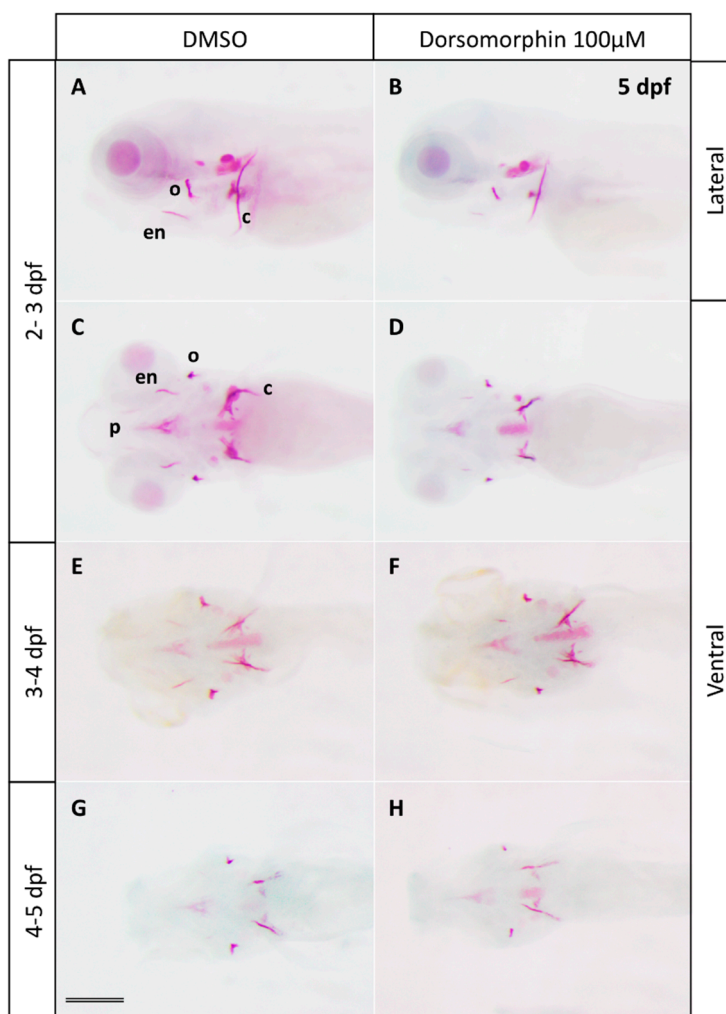 DMSO
Dorsomorphin 100µM
A
o
en
c
B
5 dpf
Lateral
2- 3 dpf
C
o
en
c
p
D
E
F
3-4 dpf
Ventral
G
H
4-5 dpf